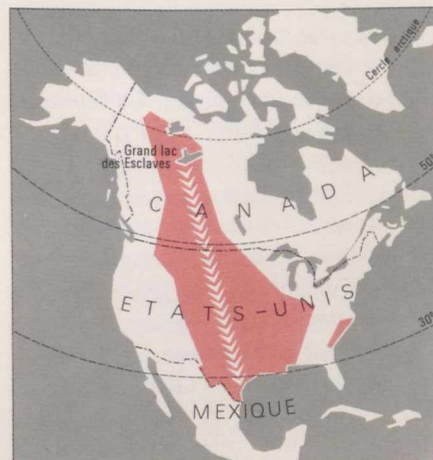 Cercle arctique
Grand lac
des Esclaves
50°
CANADA
ETATS-UNIS
30°
MEXIQUE